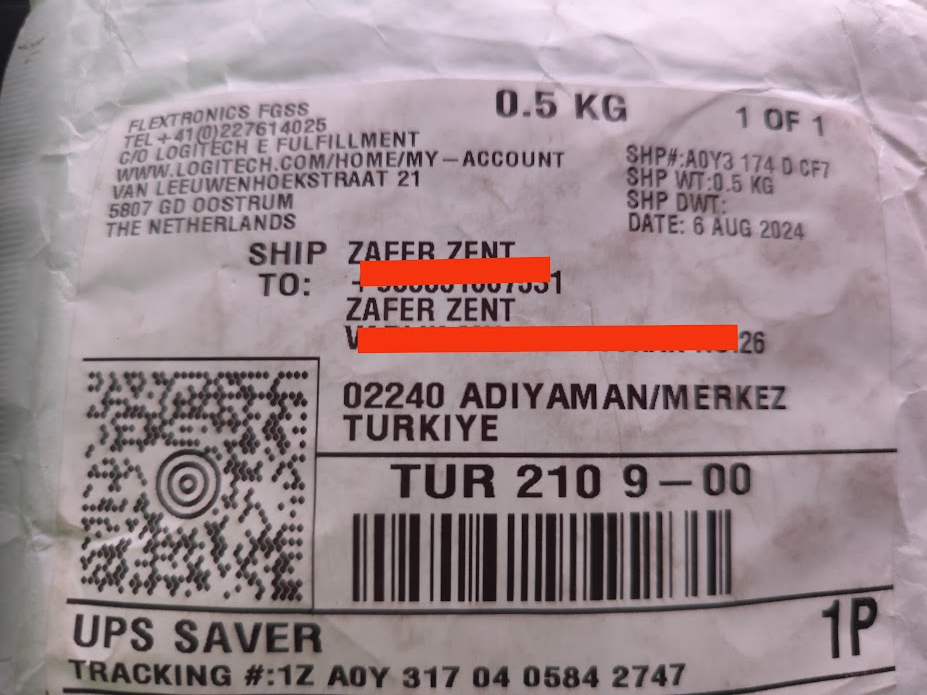 FLEXTRONICS FGSS
TEL+41(0)227614025
C/O LOGITECH E FULFILLMENT
WWW.LOGITECH.COM/HOME/MY-ACCOUNT
VAN LEEUWENHOEKSTRAAT 21
5807 GD OOSTRUM
THE NETHERLANDS
0.5 KG
1 OF 1
SHP#:A0Y3 174 D CF7
SHP WT:0.5 KG
SHP DWT:
DATE: 6 AUG 2024
SHIP TO:
ZAFER ZENT
ZAFER ZENT
26
02240 ADIYAMAN/MERKEZ
TURKIYE
TUR 210 9-00
UPS SAVER
1P
TRACKING #:1Z A0Y 317 04 0584 2747